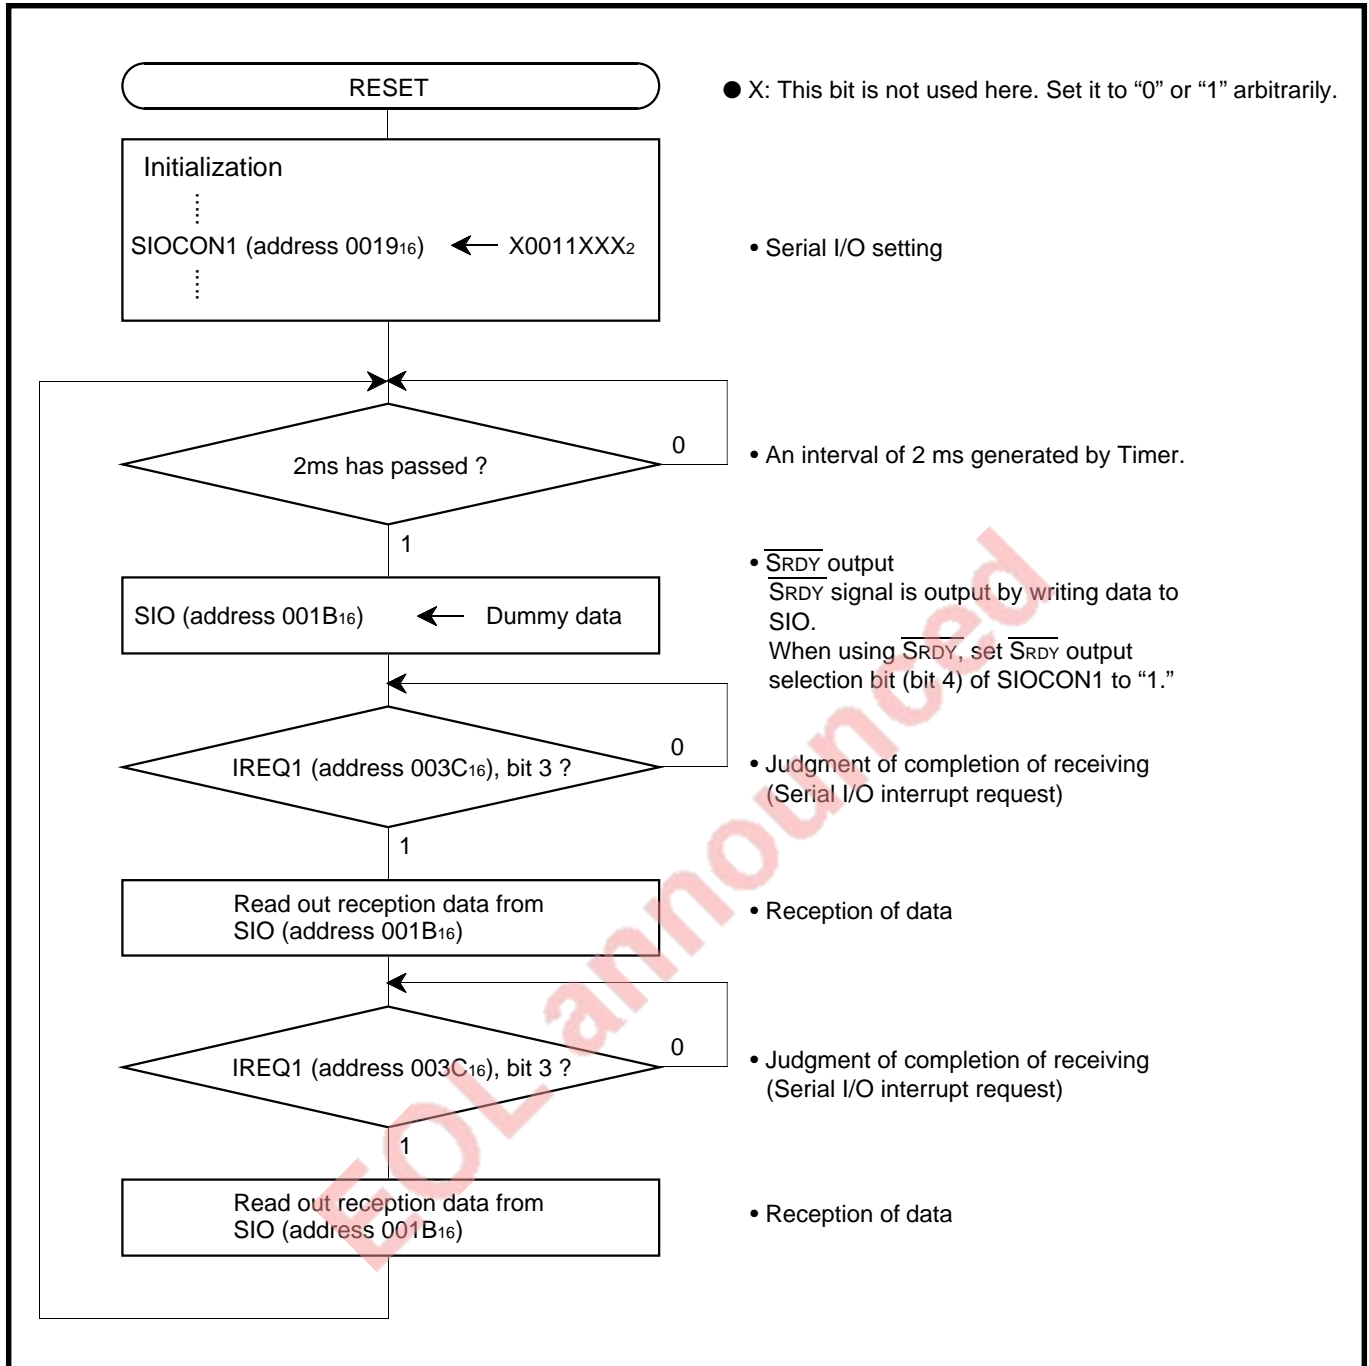 RESET
● X: This bit is not used here. Set it to “0” or “1” arbitrarily.
Initialization
SIOCON1 (address 0019₁₆) ← X0011XXX₂
• Serial I/O setting
2ms has passed ?
0
• An interval of 2 ms generated by Timer.
1
SIO (address 001B₁₆) ← Dummy data
• S̅R̅D̅Y̅ output
S̅R̅D̅Y̅ signal is output by writing data to
SIO.
When using S̅R̅D̅Y̅, set S̅R̅D̅Y̅ output
selection bit (bit 4) of SIOCON1 to “1.”
IREQ1 (address 003C₁₆), bit 3 ?
0
• Judgment of completion of receiving
(Serial I/O interrupt request)
1
Read out reception data from
SIO (address 001B₁₆)
• Reception of data
IREQ1 (address 003C₁₆), bit 3 ?
0
• Judgment of completion of receiving
(Serial I/O interrupt request)
1
Read out reception data from
SIO (address 001B₁₆)
• Reception of data
EOL announced